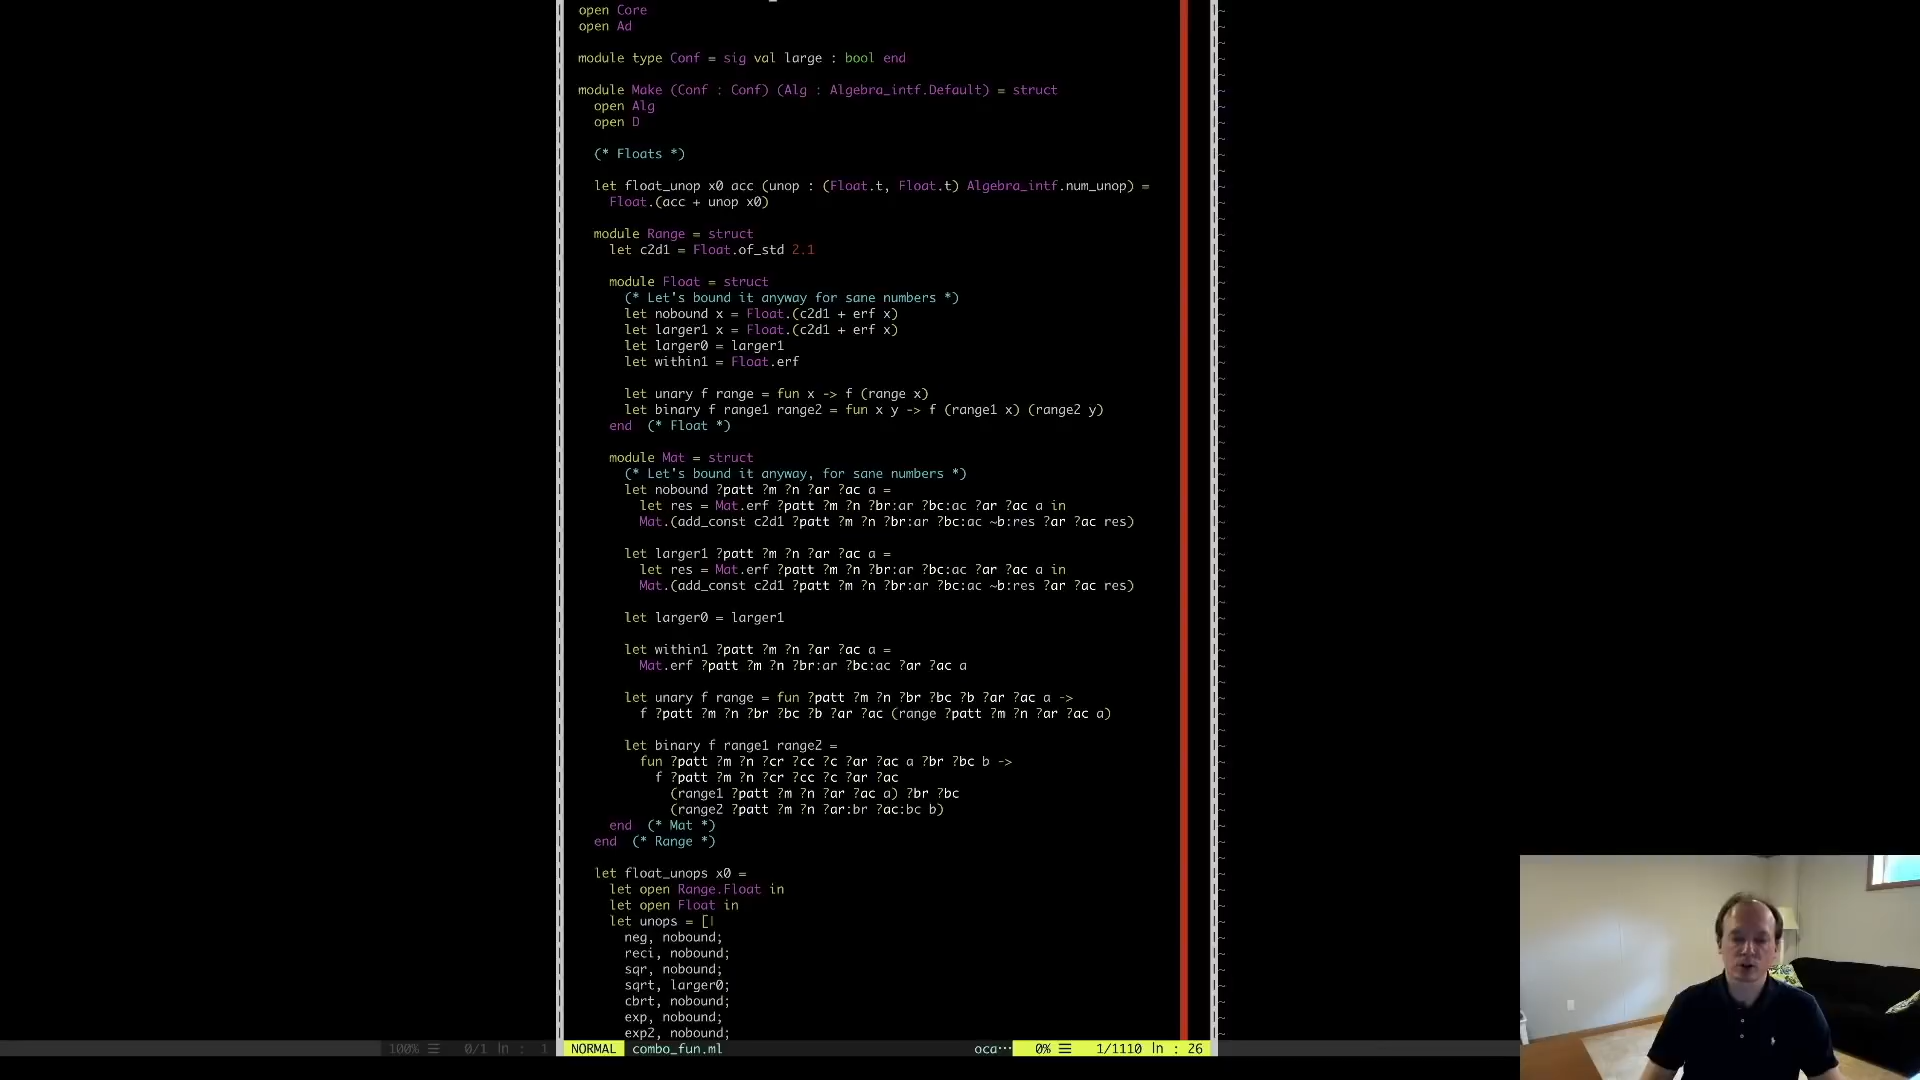 open Core
open Ad
module type Conf = sig val large : bool end
module Make (Conf : Conf) (Alg : Algebra_intf.Default) = struct
open Alg
open D
(* Floats *)
let float_unop x0 acc (unop : (Float.t, Float.t) Algebra_intf.num_unop) =
Float.(acc + unop x0)
module Range = struct
let c2d1 = Float.of_std 2.1
module Float = struct
(* Let's bound it anyway for sane numbers *)
let nobound x = Float.(c2d1 + erf x)
let larger1 x = Float.(c2d1 + erf x)
let larger0 = larger1
let within1 = Float.erf
let unary f range = fun x -> f (range x)
let binary f range1 range2 = fun x y -> f (range1 x) (range2 y)
end (* Float *)
module Mat = struct
(* Let's bound it anyway, for sane numbers *)
let nobound ?patt ?m ?n ?ar ?ac a =
let res = Mat.erf ?patt ?m ?n ?br:ar ?bc:ac ?ar ?ac a in
Mat.(add_const c2d1 ?patt ?m ?n ?br:ar ?bc:ac ~b:res ?ar ?ac res)
let larger1 ?patt ?m ?n ?ar ?ac a =
let res = Mat.erf ?patt ?m ?n ?br:ar ?bc:ac ?ar ?ac a in
Mat.(add_const c2d1 ?patt ?m ?n ?br:ar ?bc:ac ~b:res ?ar ?ac res)
let larger0 = larger1
let within1 ?patt ?m ?n ?ar ?ac a =
Mat.erf ?patt ?m ?n ?br:ar ?bc:ac ?ar ?ac a
let unary f range = fun ?patt ?m ?n ?br ?bc ?b ?ar ?ac a ->
f ?patt ?m ?n ?br ?bc ?b ?ar ?ac (range ?patt ?m ?n ?ar ?ac a)
let binary f range1 range2 =
fun ?patt ?m ?n ?cr ?cc ?c ?ar ?ac a ?br ?bc b ->
f ?patt ?m ?n ?cr ?cc ?c ?ar ?ac
(range1 ?patt ?m ?n ?ar ?ac a) ?br ?bc
(range2 ?patt ?m ?n ?ar:br ?ac:bc b)
end (* Mat *)
end (* Range *)
let float_unops x0 =
let open Range.Float in
let open Float in
let unops = [|
neg, nobound;
reci, nobound;
sqr, nobound;
sqrt, larger0;
cbrt, nobound;
exp, nobound;
exp2, nobound;
100% ☰ 0/1 ln : 1 NORMAL combo_fun.ml oca… 0% ☰ 1/1110 ln : 26